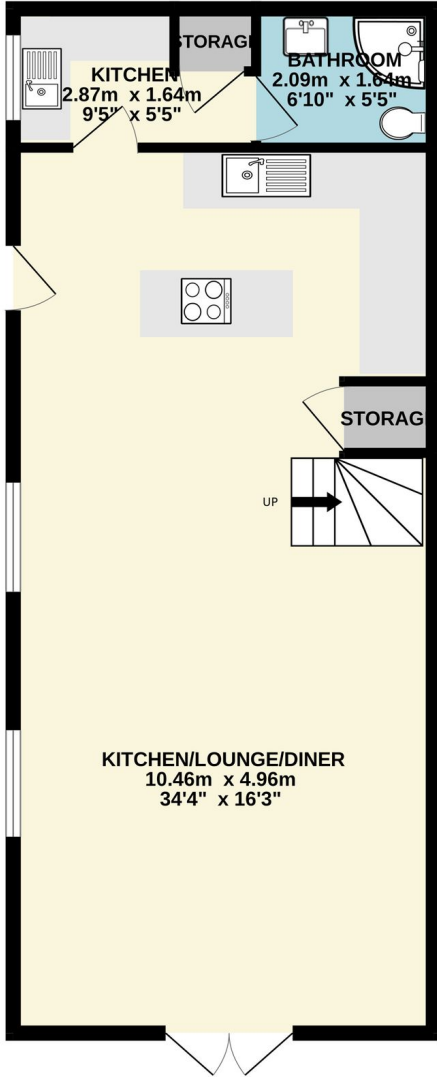 STORAGE
KITCHEN
2.87m x 1.64m
9'5" x 5'5"
BATHROOM
2.09m x 1.64m
6'10" x 5'5"
STORAG
UP
KITCHEN/LOUNGE/DINER
10.46m x 4.96m
34'4" x 16'3"